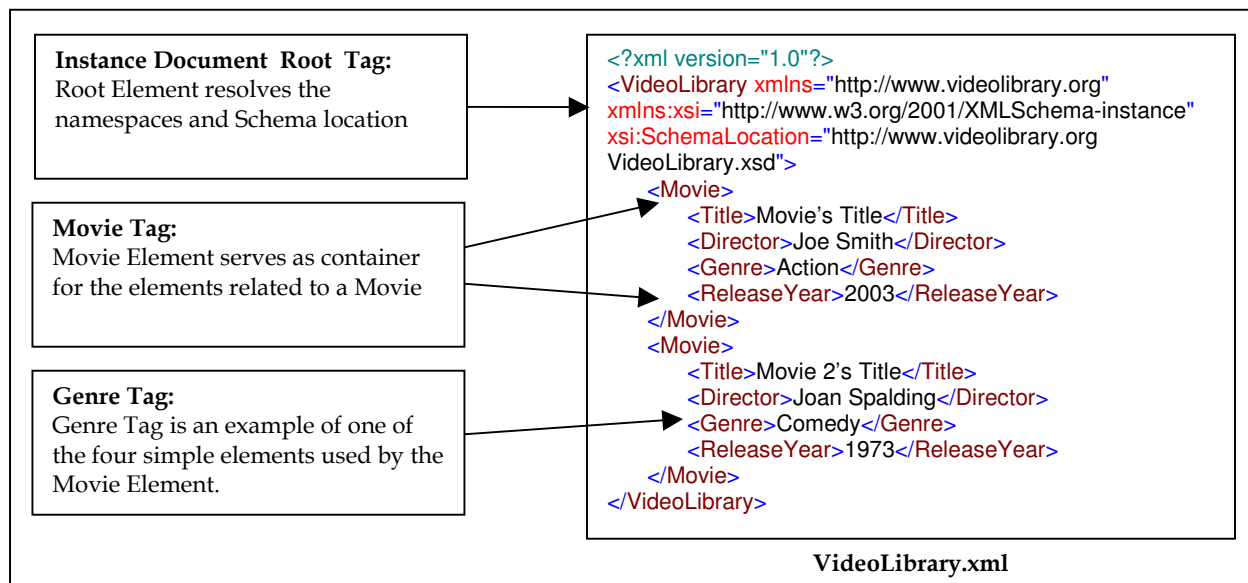 Instance Document Root Tag:
Root Element resolves the
namespaces and Schema location
Movie Tag:
Movie Element serves as container
for the elements related to a Movie
Genre Tag:
Genre Tag is an example of one of
the four simple elements used by the
Movie Element.
<?xml version="1.0"?>
<VideoLibrary xmlns="http://www.videolibrary.org"
xmlns:xsi="http://www.w3.org/2001/XMLSchema-instance"
xsi:SchemaLocation="http://www.videolibrary.org
VideoLibrary.xsd">
<Movie>
<Title>Movie's Title</Title>
<Director>Joe Smith</Director>
<Genre>Action</Genre>
<ReleaseYear>2003</ReleaseYear>
</Movie>
<Movie>
<Title>Movie 2's Title</Title>
<Director>Joan Spalding</Director>
<Genre>Comedy</Genre>
<ReleaseYear>1973</ReleaseYear>
</Movie>
</VideoLibrary>
VideoLibrary.xml